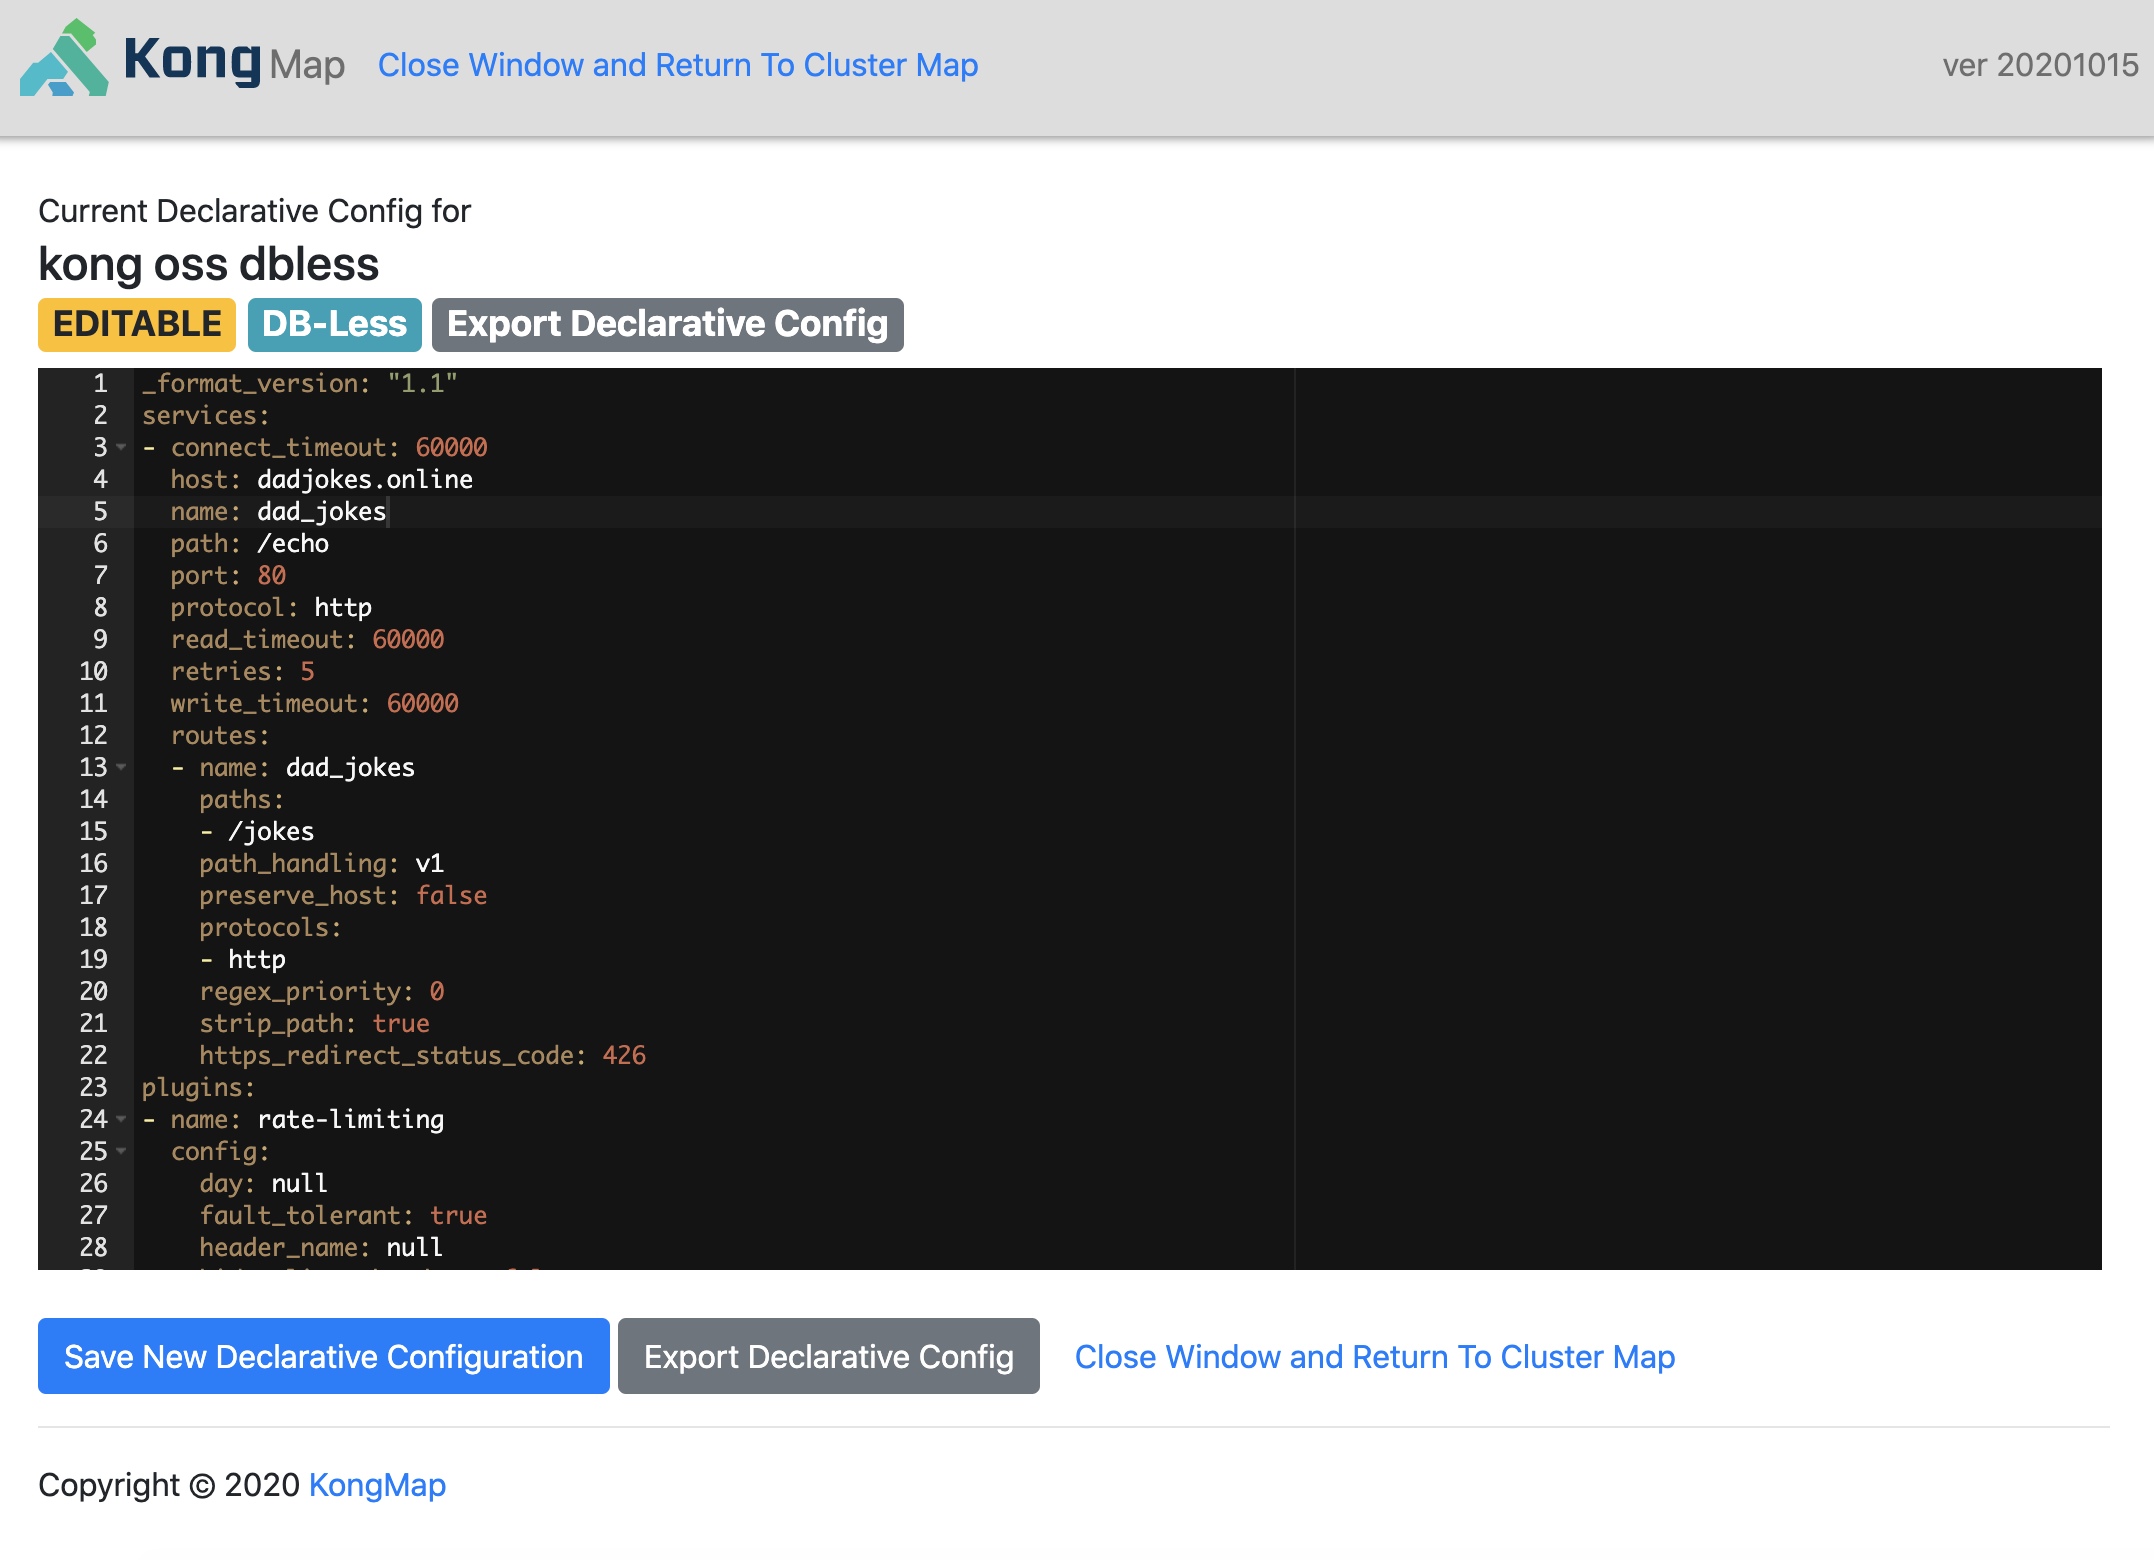 Kong Map Close Window and Return To Cluster Map ver 20201015
Current Declarative Config for
kong oss dbless
EDITABLE DB-Less Export Declarative Config
1 _format_version: "1.1"
2 services:
3 - connect_timeout: 60000
4 host: dadjokes.online
5 name: dad_jokes
6 path: /echo
7 port: 80
8 protocol: http
9 read_timeout: 60000
10 retries: 5
11 write_timeout: 60000
12 routes:
13 - name: dad_jokes
14 paths:
15 - /jokes
16 path_handling: v1
17 preserve_host: false
18 protocols:
19 - http
20 regex_priority: 0
21 strip_path: true
22 https_redirect_status_code: 426
23 plugins:
24 - name: rate-limiting
25 config:
26 day: null
27 fault_tolerant: true
28 header_name: null
Save New Declarative Configuration Export Declarative Config Close Window and Return To Cluster Map
Copyright © 2020 KongMap